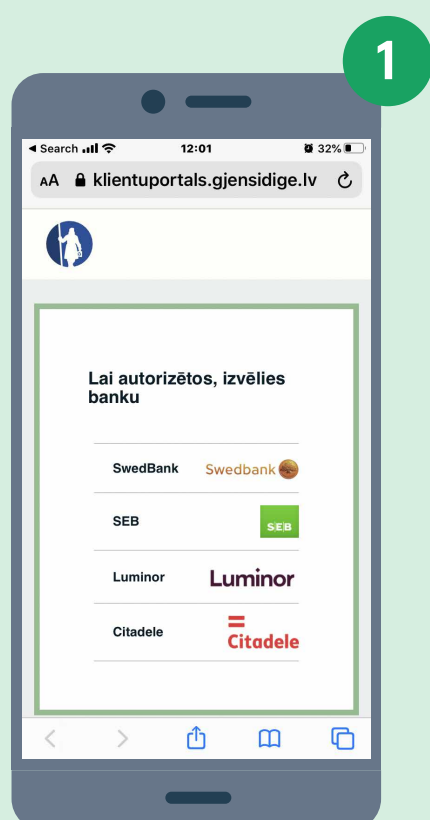 1
Search
12:01
32%
AA klientuportals.gjensidige.lv
Lai autorizētos, izvēlies
banku
SwedBank Swedbank
SEB SEB
Luminor Luminor
Citadele Citadele